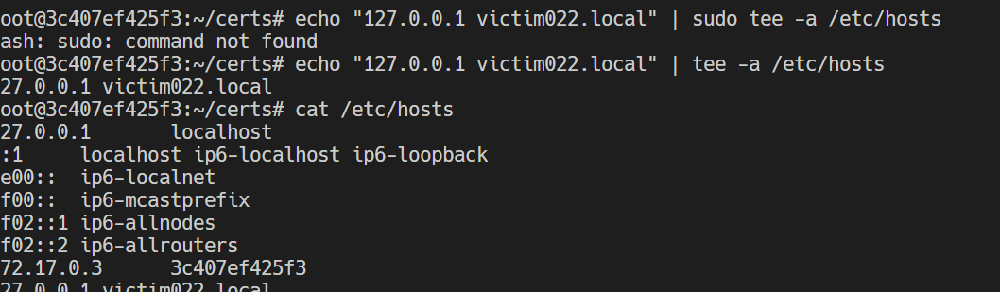 oot@3c407ef425f3:~/certs# echo "127.0.0.1 victim022.local" | sudo tee -a /etc/hosts
ash: sudo: command not found
oot@3c407ef425f3:~/certs# echo "127.0.0.1 victim022.local" | tee -a /etc/hosts
27.0.0.1 victim022.local
oot@3c407ef425f3:~/certs# cat /etc/hosts
27.0.0.1       localhost
:1     localhost ip6-localhost ip6-loopback
e00::  ip6-localnet
f00::  ip6-mcastprefix
f02::1 ip6-allnodes
f02::2 ip6-allrouters
72.17.0.3      3c407ef425f3
27.0.0.1 victim022.local